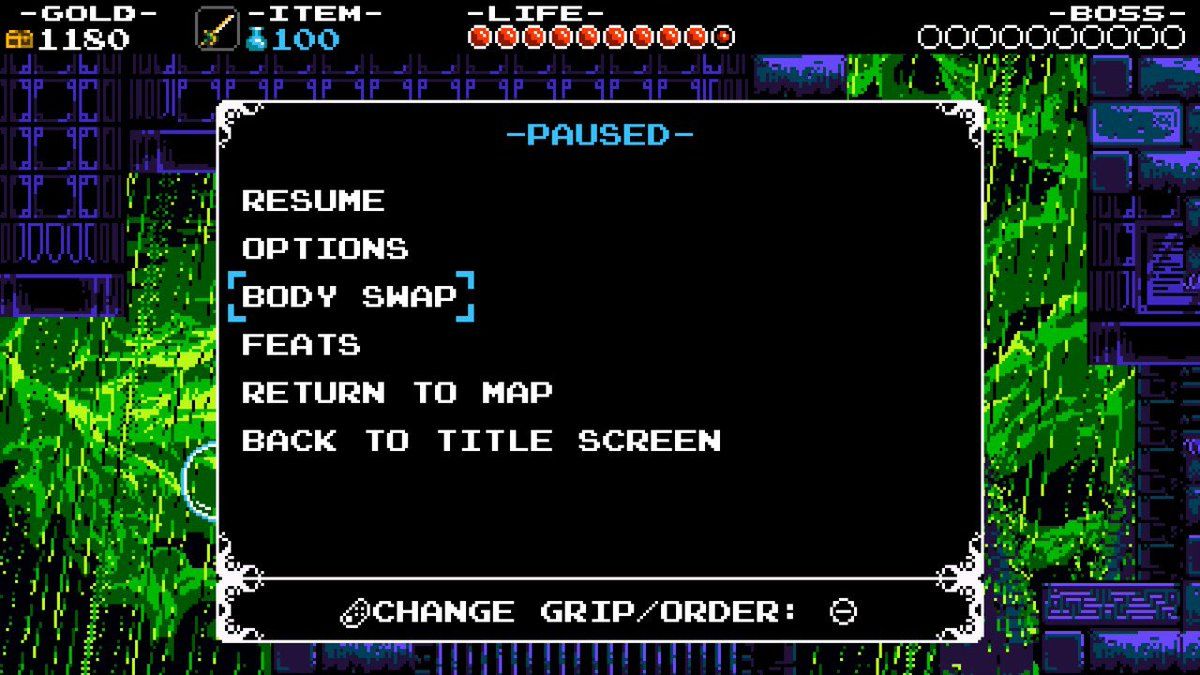 -GOLD- -ITEM- -LIFE- -BOSS-
1180 100
-PAUSED-
RESUME
OPTIONS
BODY SWAP
FEATS
RETURN TO MAP
BACK TO TITLE SCREEN
CHANGE GRIP/ORDER: